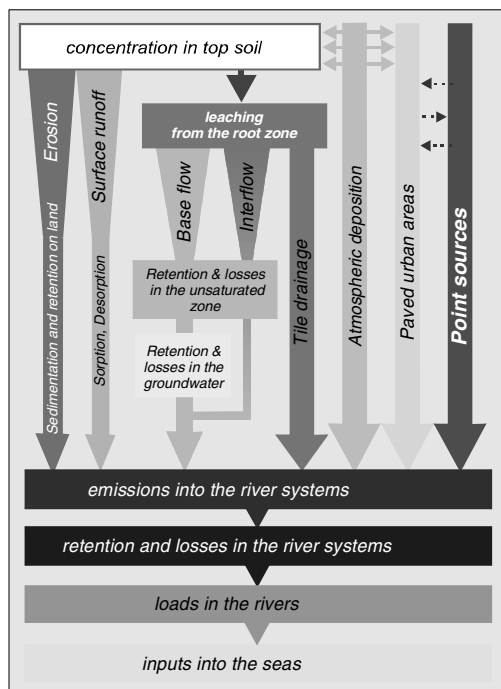 concentration in top soil
leaching
from the root zone
Erosion
Sedimentation and retention on land
Surface runoff
Sorption, Desorption
Base flow
Interflow
Retention & losses
in the unsaturated
zone
Retention &
losses in the
groundwater
Tile drainage
Atmospheric deposition
Paved urban areas
Point sources
emissions into the river systems
retention and losses in the river systems
loads in the rivers
inputs into the seas